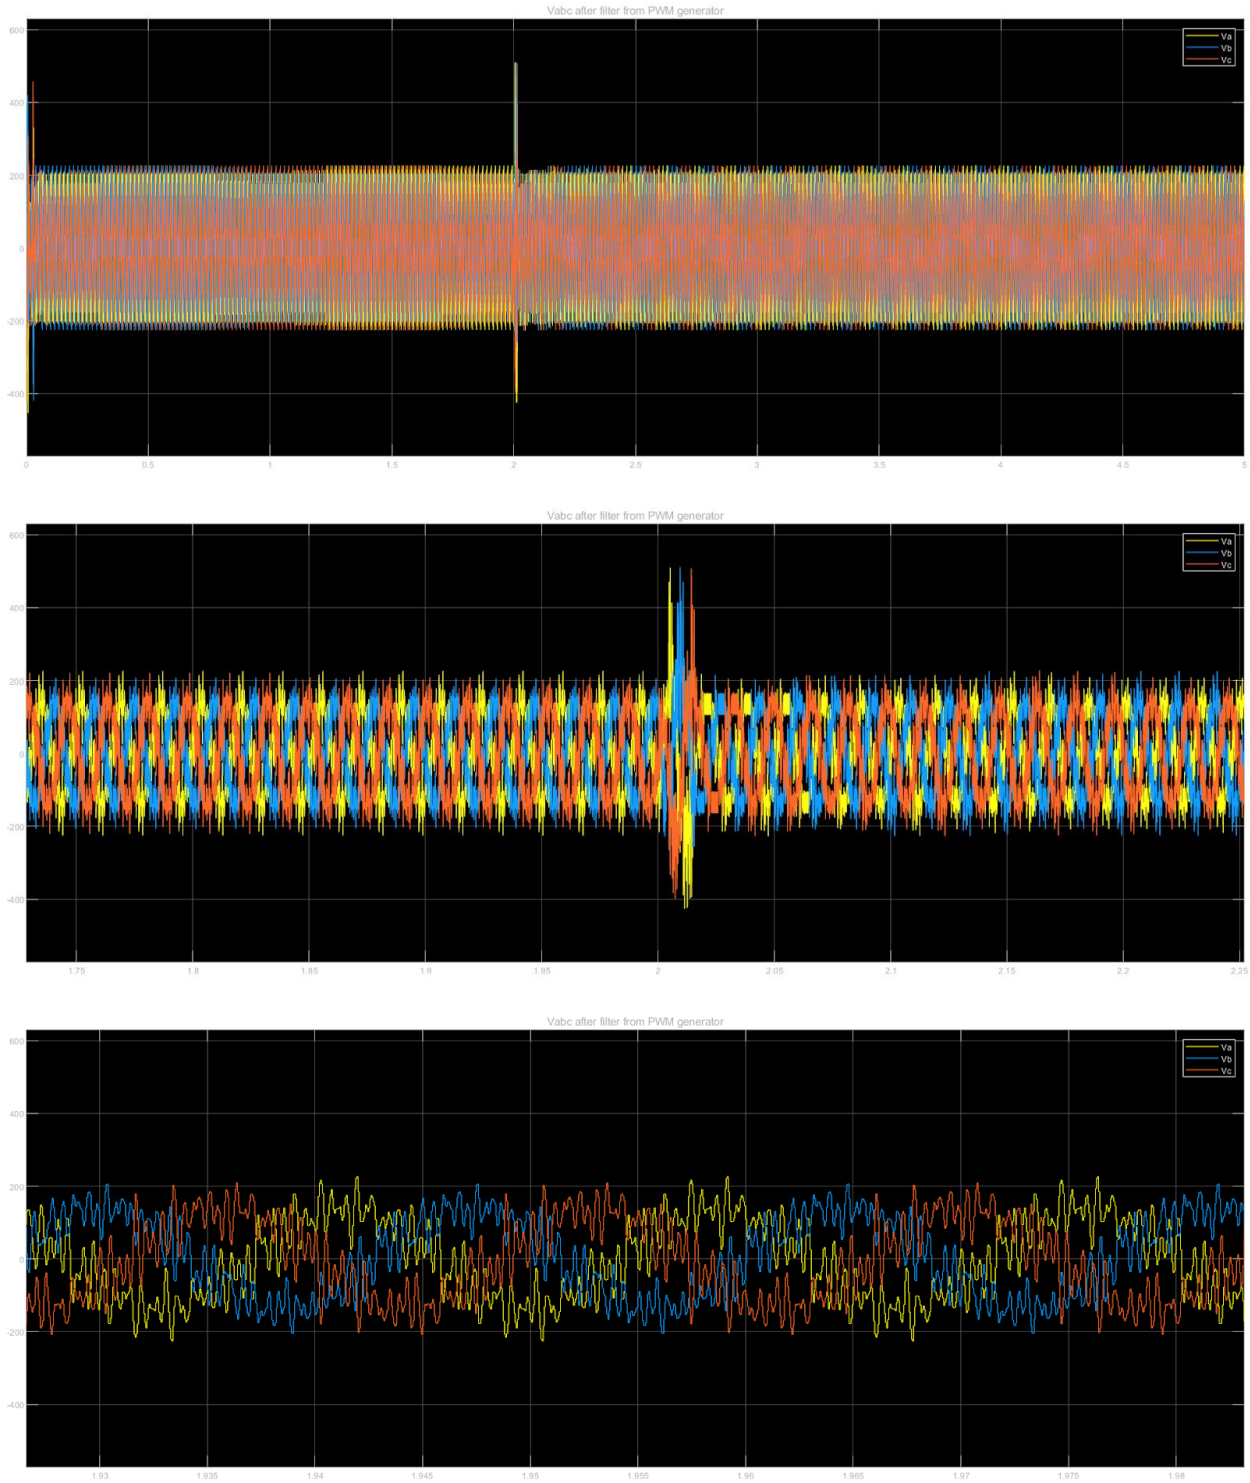 Vabc after filter from PWM generator
600
Va
Vb
Vc
400
200
0
-200
-400
0 0.5 1 1.5 2 2.5 3 3.5 4 4.5 5
Vabc after filter from PWM generator
600
Va
Vb
Vc
400
200
0
-200
-400
1.75 1.8 1.85 1.9 1.95 2 2.05 2.1 2.15 2.2 2.25
Vabc after filter from PWM generator
600
Va
Vb
Vc
400
200
0
-200
-400
1.93 1.935 1.94 1.945 1.95 1.955 1.96 1.965 1.97 1.975 1.98